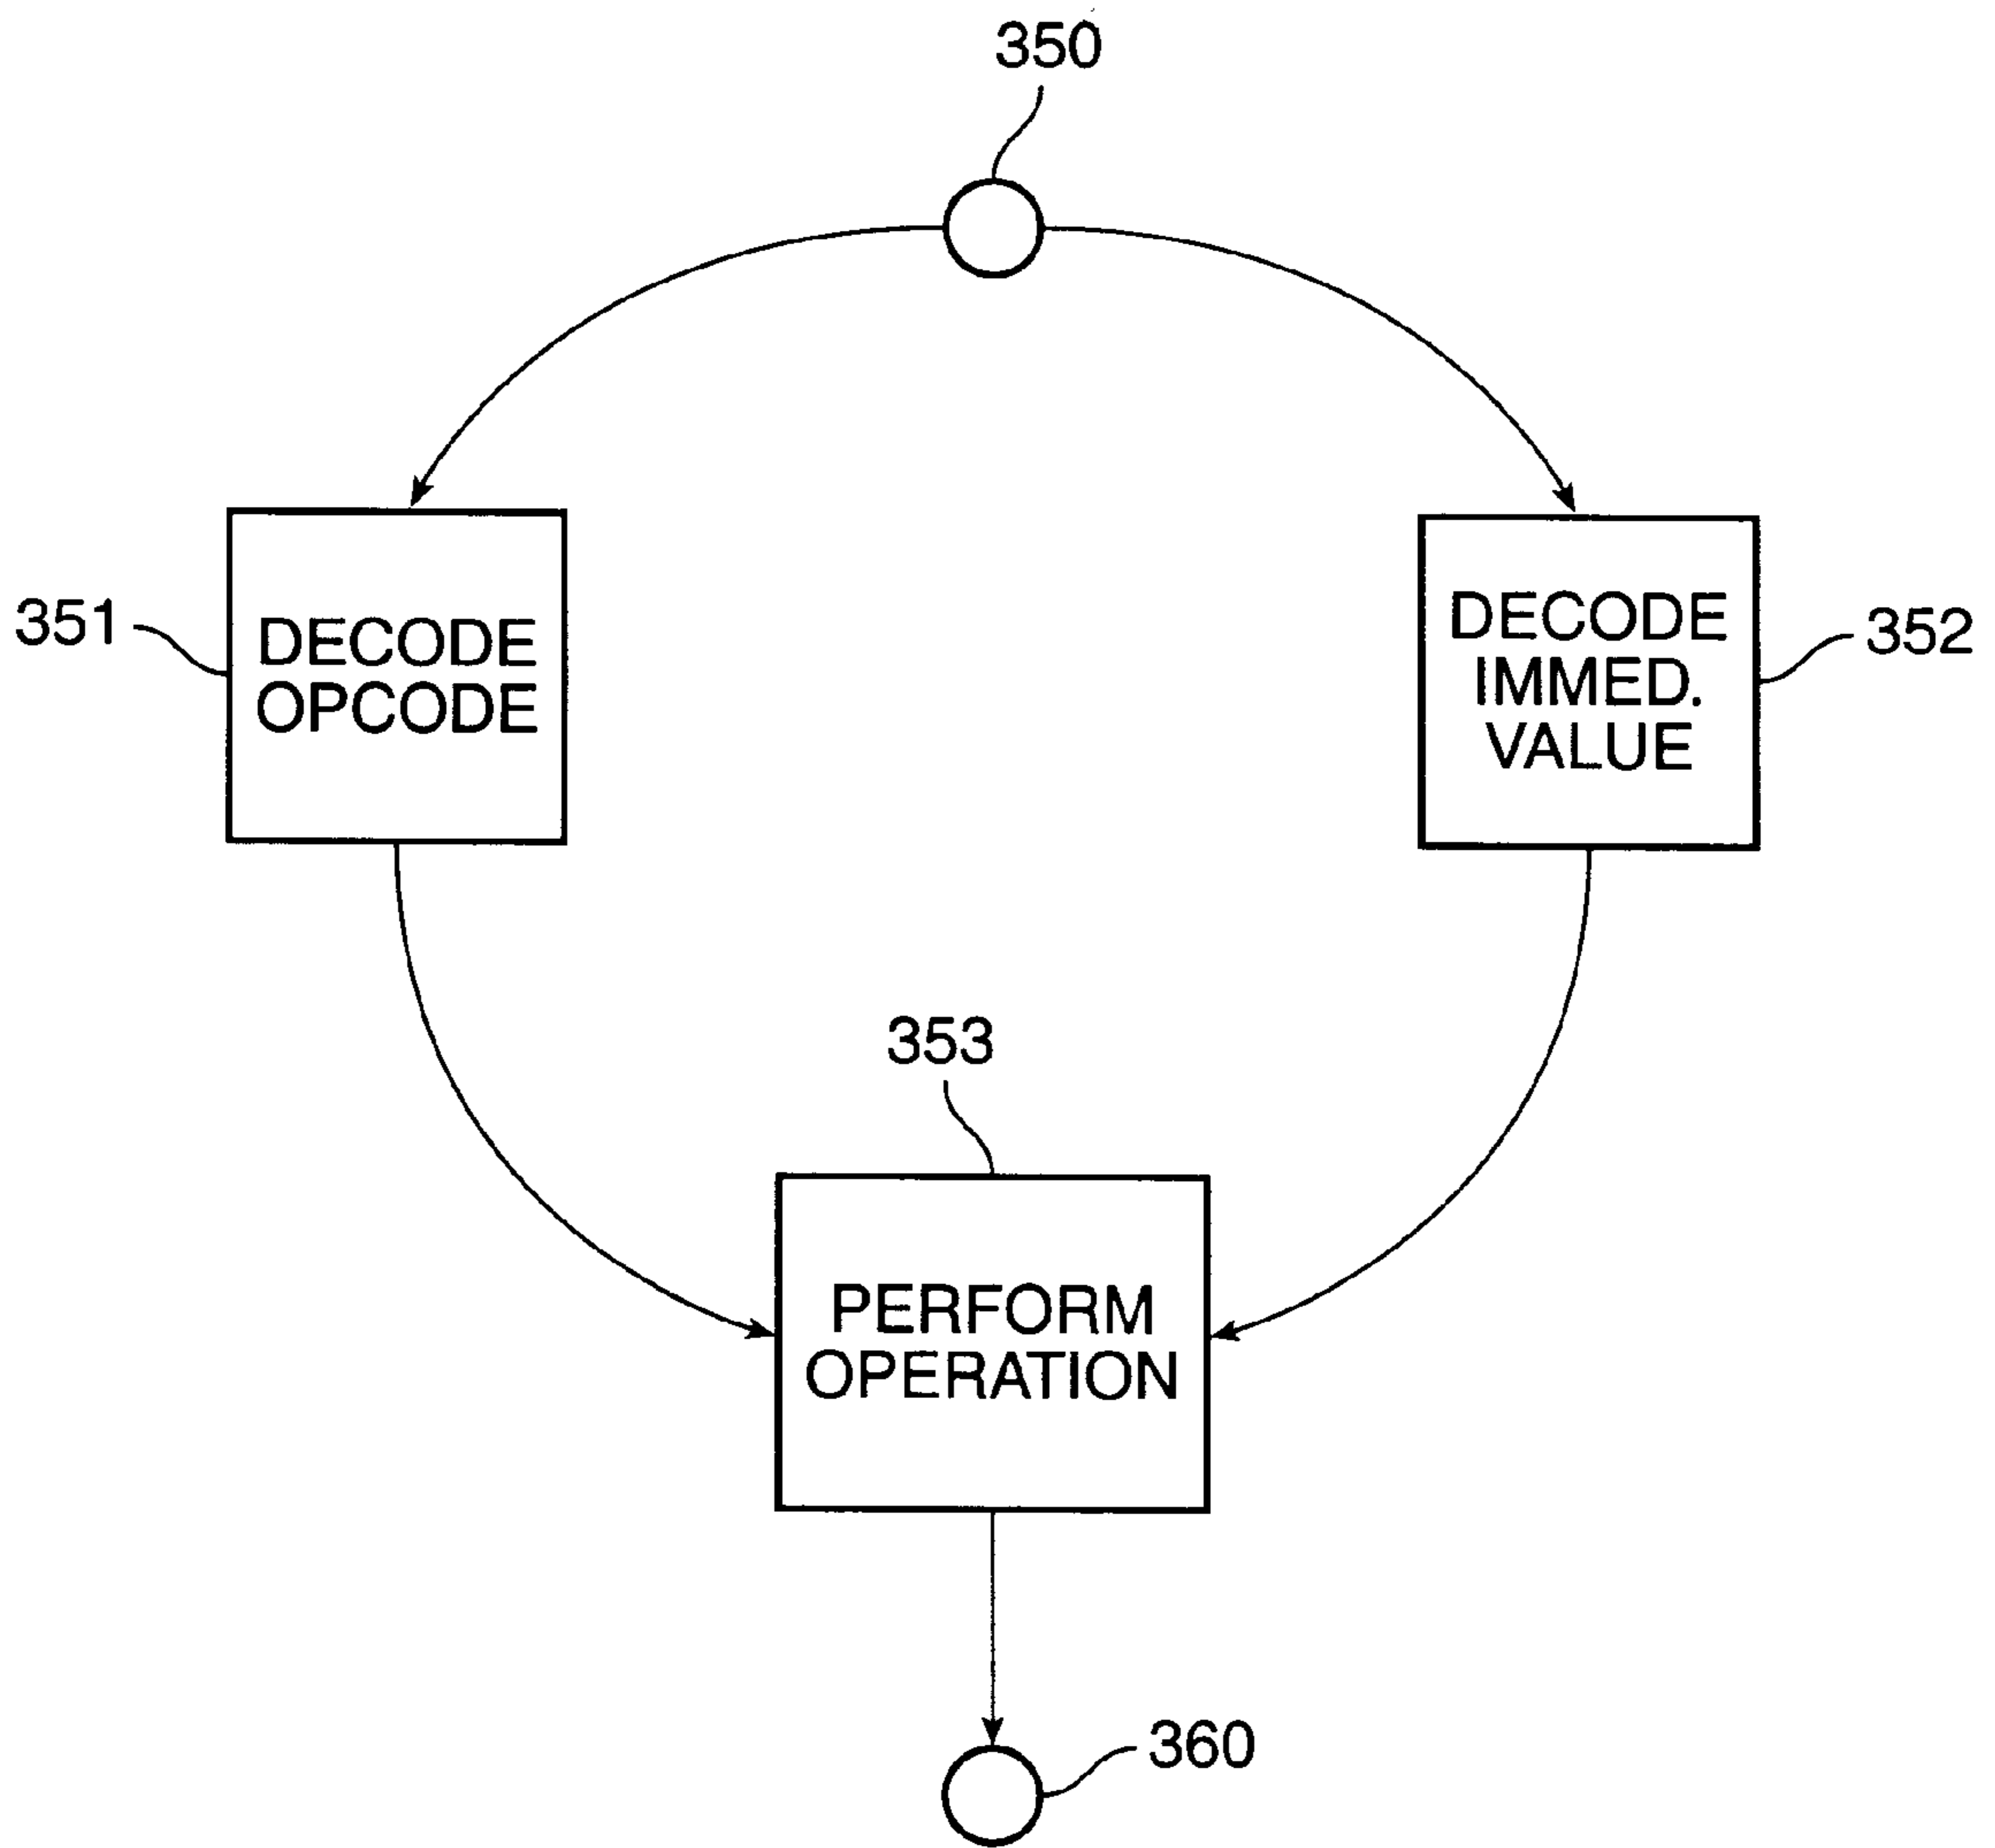 350
351
DECODE
OPCODE
DECODE
IMMED.
VALUE
352
353
PERFORM
OPERATION
360